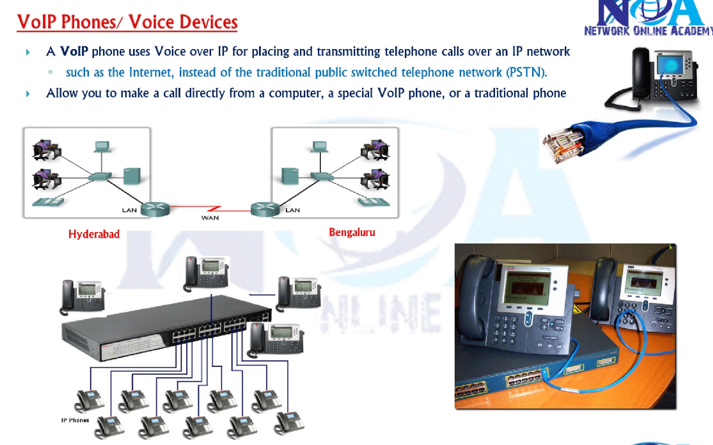 VoIP Phones/ Voice Devices
NOA
NETWORK ONLINE ACADEMY
A VoIP phone uses Voice over IP for placing and transmitting telephone calls over an IP network
such as the Internet, instead of the traditional public switched telephone network (PSTN).
Allow you to make a call directly from a computer, a special VoIP phone, or a traditional phone
LAN
WAN
LAN
Hyderabad
Bengaluru
NOA
ONLINE
IP Phones